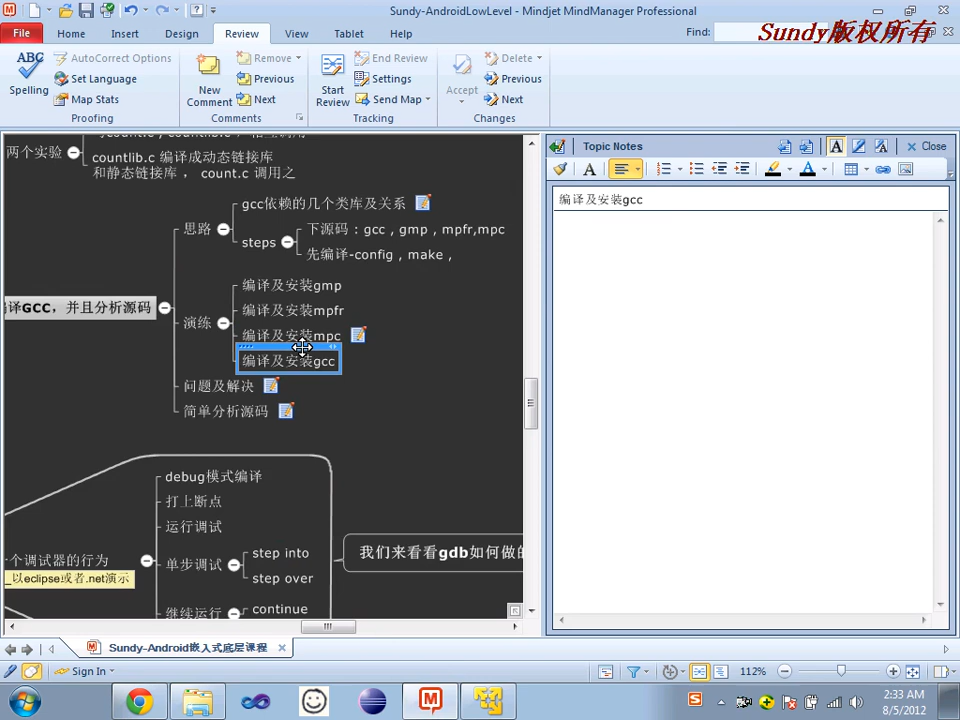 Sundy-AndroidLowLevel - Mindjet MindManager Professional
File
Home
Insert
Design
Review
View
Tablet
Help
Find:
Sundy版权所有
ABC
Spelling
AutoCorrect Options
Set Language
Map Stats
Proofing
New Comment
Remove
Previous
Next
Comments
Start Review
End Review
Settings
Send Map
Tracking
Accept
Delete
Previous
Next
Changes
两个实验
countlib.c 编译成动态链接库
和静态链接库 , count.c 调用之
思路
gcc依赖的几个类库及关系
steps
下源码 : gcc , gmp , mpfr,mpc
先编译-config , make ,
编译GCC，并且分析源码
演练
编译及安装gmp
编译及安装mpfr
编译及安装mpc
编译及安装gcc
问题及解决
简单分析源码
debug模式编译
打上断点
运行调试
一个调试器的行为
_以eclipse或者.net演示
单步调试
step into
step over
继续运行
continue
我们来看看gdb如何做的
Topic Notes
Close
编译及安装gcc
Sundy-Android嵌入式底层课程
Sign In
112%
2:33 AM
8/5/2012